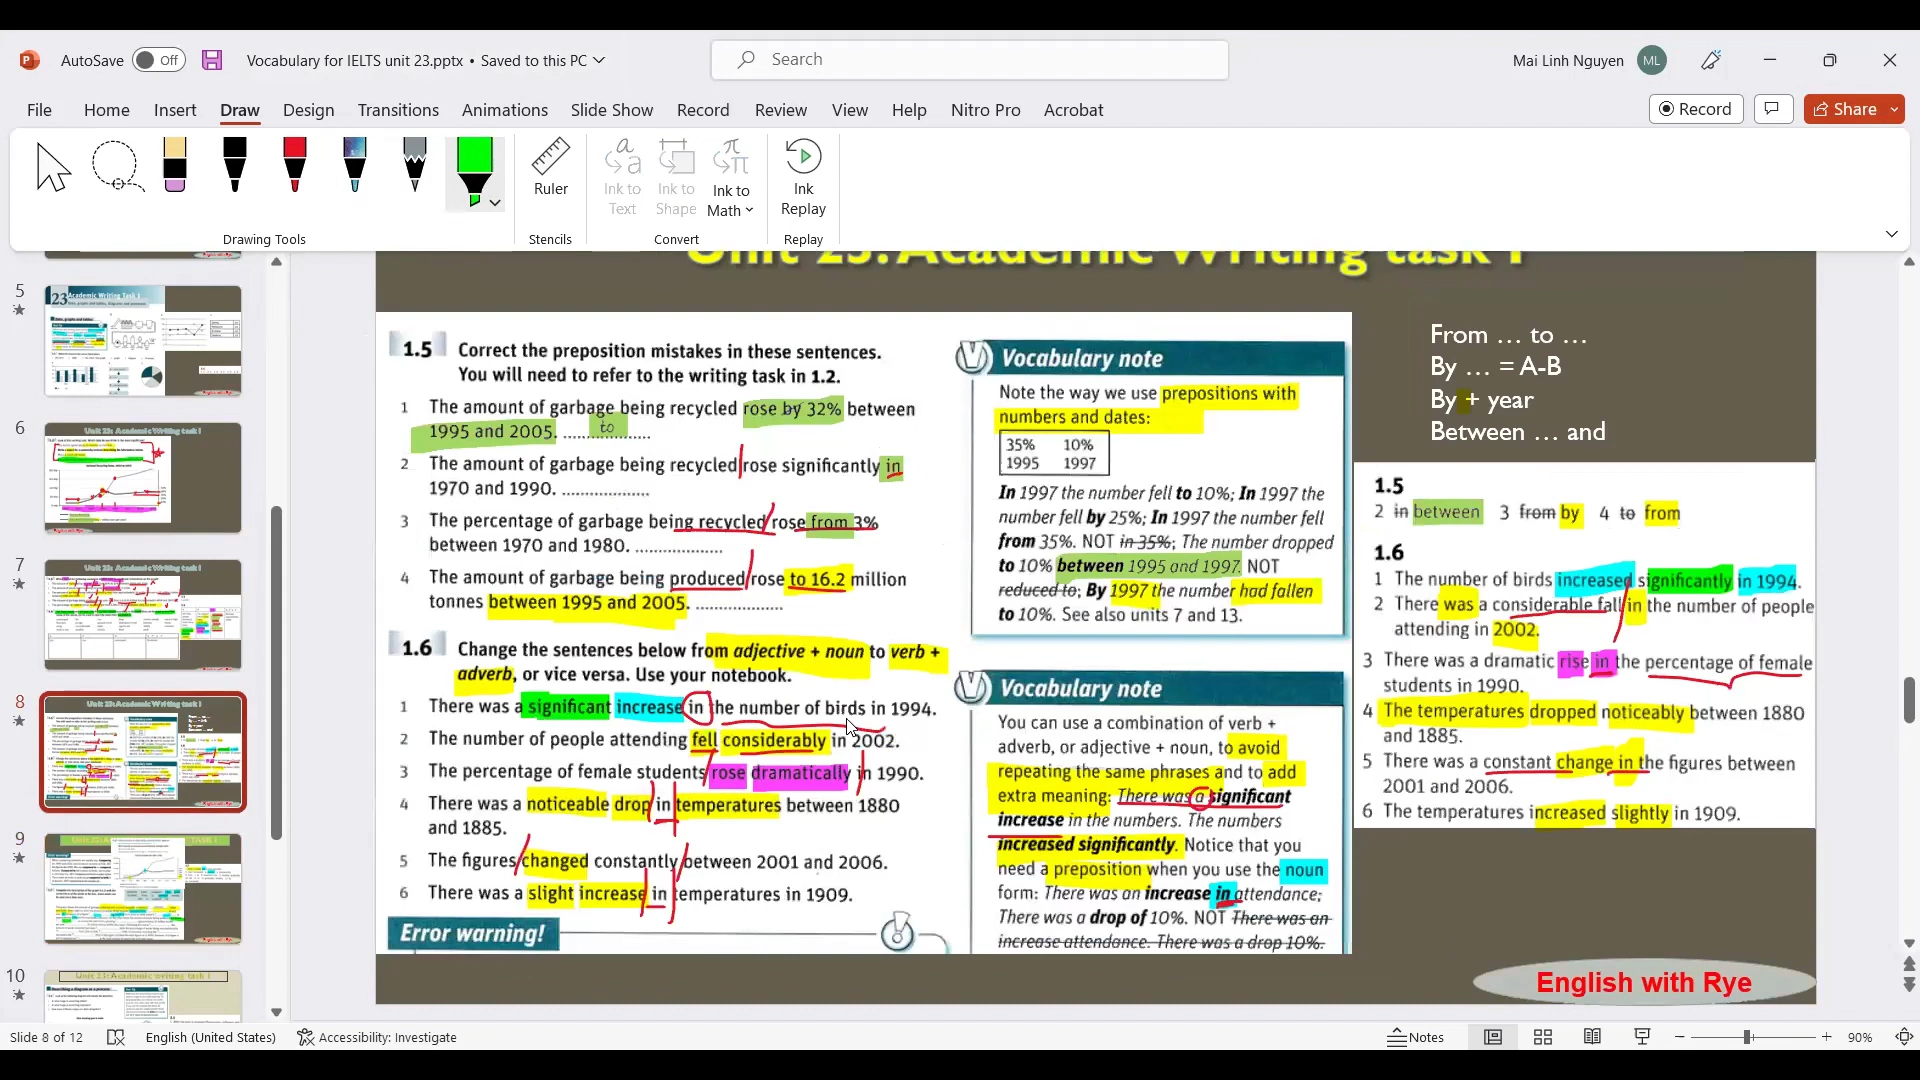 AutoSave Off Vocabulary for IELTS unit 23.pptx • Saved to this PC
Search
Mai Linh Nguyen ML
File Home Insert Draw Design Transitions Animations Slide Show Record Review View Help Nitro Pro Acrobat
Record
Share
Ruler
Ink to Text
Ink to Shape
Ink to Math
Ink Replay
Drawing Tools
Stencils
Convert
Replay
5
6
7
8
9
10
Unit 23: Academic Writing task 1
1.5 Correct the preposition mistakes in these sentences.
You will need to refer to the writing task in 1.2.
1 The amount of garbage being recycled rose by 32% between
1995 and 2005. .......to.......
2 The amount of garbage being recycled rose significantly in
1970 and 1990. ..................
3 The percentage of garbage being recycled rose from 3%
between 1970 and 1980. ..................
4 The amount of garbage being produced rose to 16.2 million
tonnes between 1995 and 2005. ..................
1.6 Change the sentences below from adjective + noun to verb +
adverb, or vice versa. Use your notebook.
1 There was a significant increase in the number of birds in 1994.
2 The number of people attending fell considerably in 2002.
3 The percentage of female students rose dramatically in 1990.
4 There was a noticeable drop in temperatures between 1880
and 1885.
5 The figures changed constantly between 2001 and 2006.
6 There was a slight increase in temperatures in 1909.
Error warning!
V Vocabulary note
Note the way we use prepositions with
numbers and dates:
35% 10%
1995 1997
In 1997 the number fell to 10%; In 1997 the
number fell by 25%; In 1997 the number fell
from 35%. NOT in 35%; The number dropped
to 10% between 1995 and 1997. NOT
reduced to; By 1997 the number had fallen
to 10%. See also units 7 and 13.
V Vocabulary note
You can use a combination of verb +
adverb, or adjective + noun, to avoid
repeating the same phrases and to add
extra meaning: There was a significant
increase in the numbers. The numbers
increased significantly. Notice that you
need a preposition when you use the noun
form: There was an increase in attendance;
There was a drop of 10%. NOT There was an
increase attendance. There was a drop 10%.
From … to …
By … = A-B
By + year
Between … and
1.5
2 in between 3 from by 4 to from
1.6
1 The number of birds increased significantly in 1994.
2 There was a considerable fall in the number of people
attending in 2002.
3 There was a dramatic rise in the percentage of female
students in 1990.
4 The temperatures dropped noticeably between 1880
and 1885.
5 There was a constant change in the figures between
2001 and 2006.
6 The temperatures increased slightly in 1909.
English with Rye
Slide 8 of 12 English (United States) Accessibility: Investigate
Notes
90%